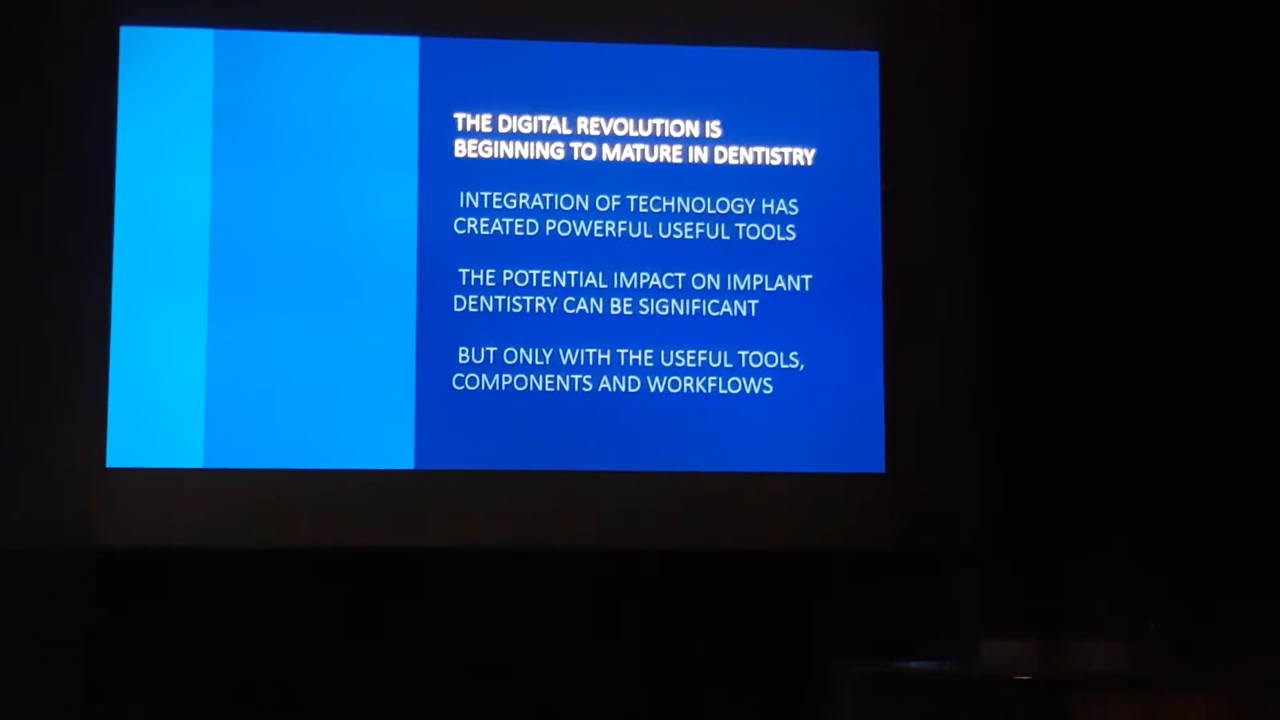 THE DIGITAL REVOLUTION IS
BEGINNING TO MATURE IN DENTISTRY
INTEGRATION OF TECHNOLOGY HAS
CREATED POWERFUL USEFUL TOOLS
THE POTENTIAL IMPACT ON IMPLANT
DENTISTRY CAN BE SIGNIFICANT
BUT ONLY WITH THE USEFUL TOOLS,
COMPONENTS AND WORKFLOWS